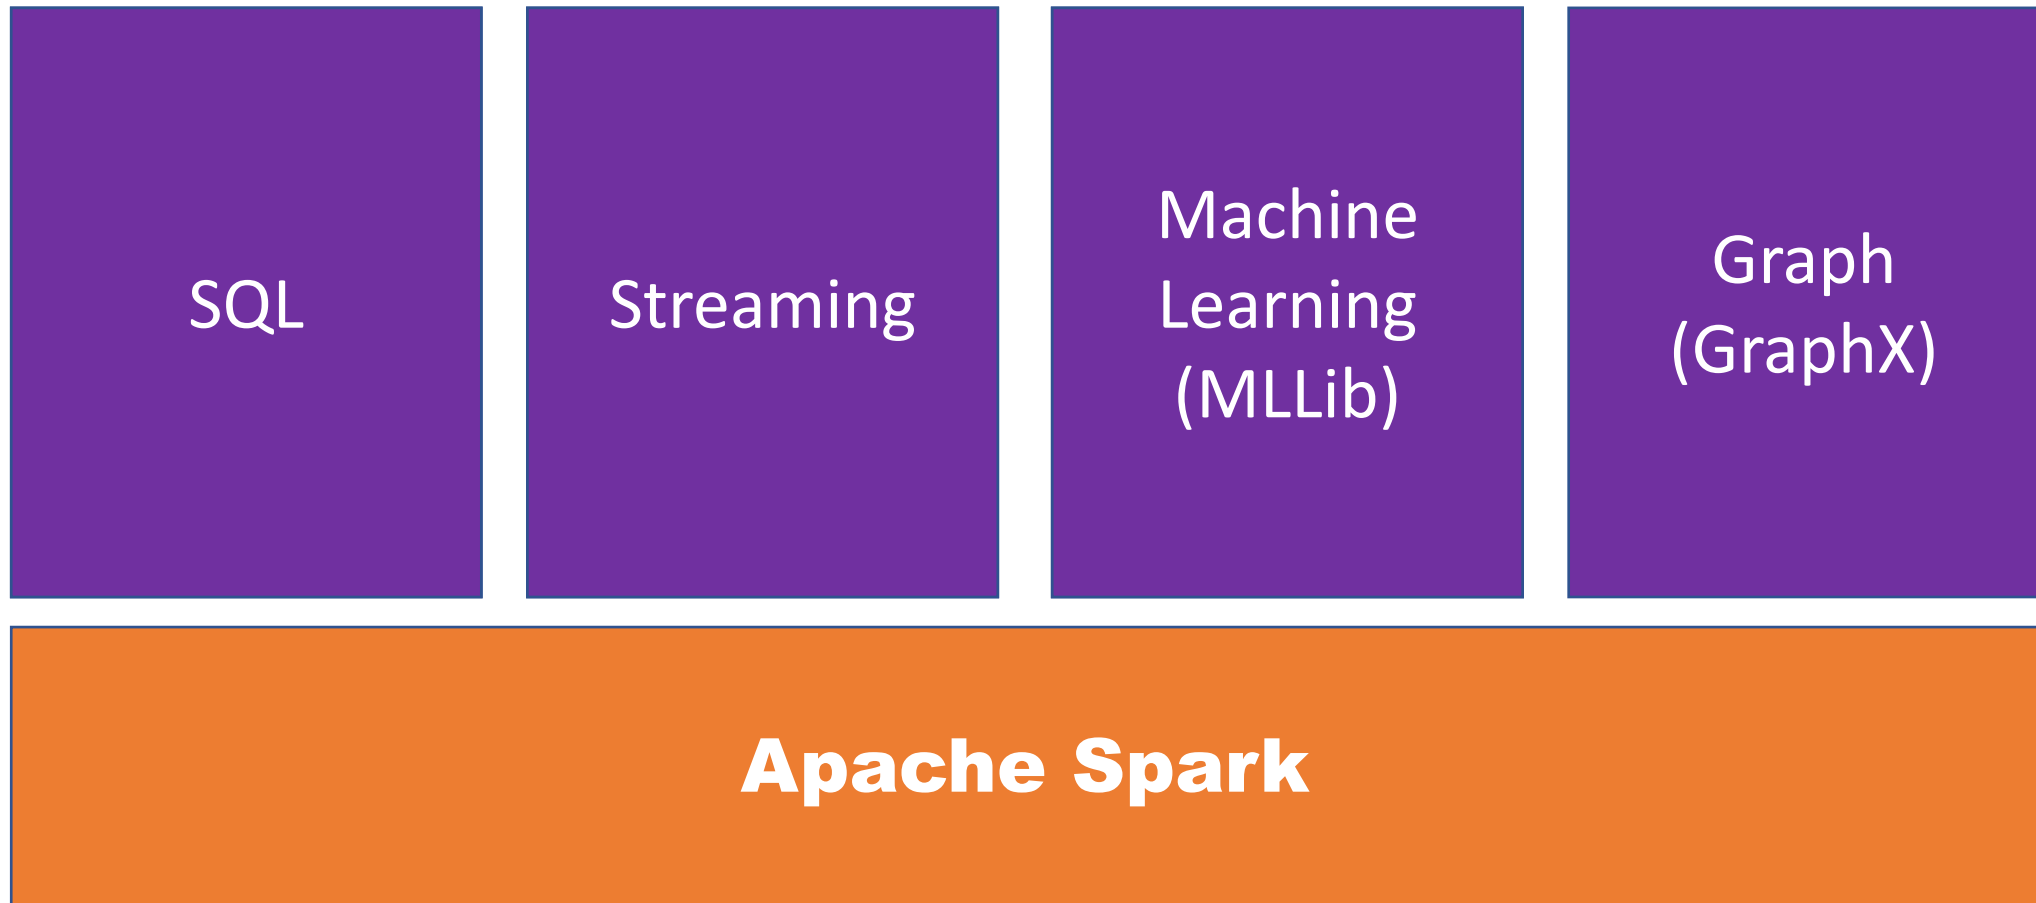 SQL
Streaming
Machine
Learning
(MLLib)
Graph
(GraphX)
Apache Spark